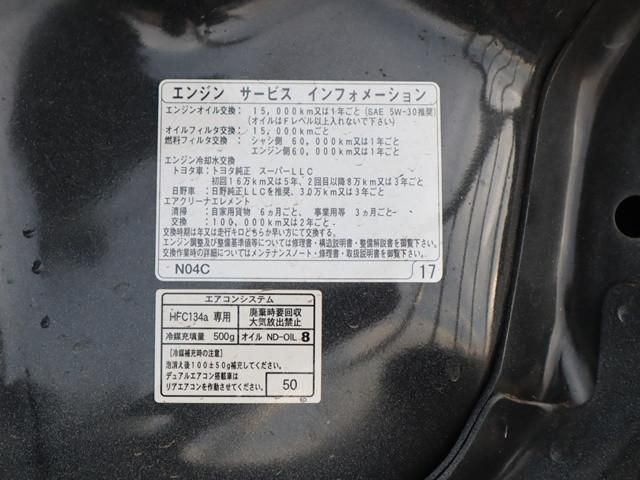 エンジン サービス インフォメーション
エンジンオイル交換： 15,000km又は1年ごと(SAE 5W-30推奨)
(オイルはFレベル以上入れないで下さい)
オイルフィルタ交換： 15,000kmごと
燃料フィルタ交換： シャシ側 60,000km又は1年ごと
エンジン側60,000km又は1年ごと
エンジン冷却水交換
トヨタ車：トヨタ純正 スーパーLLC
初回16万km又は5年、2回目以降8万km又は3年ごと
日野車：日野純正LLCを推奨、30万km又は3年ごと
エアクリーナエレメント
清掃：自家用貨物 6ヵ月ごと、事業用等 3ヵ月ごと
交換：100,000km又は2年ごと
交換時期は年又は走行キロどちらか早い方にて交換する。
エンジン調整及び整備基準値等については修理書・構造説明書・整備解説書を御覧下さい。
交換作業時の詳細についてはメンテナンスノート・修理書・取扱説明書を御覧下さい。
N04C 17
エアコンシステム
HFC134a 専用 廃棄時要回収
大気放出禁止
冷媒充填量 500g オイル ND-OIL 8
[冷媒補充時の注意]
泡消え後100±50g補充してください。
デュアルエアコン搭載車は
リアエアコンを作動させてください。 50